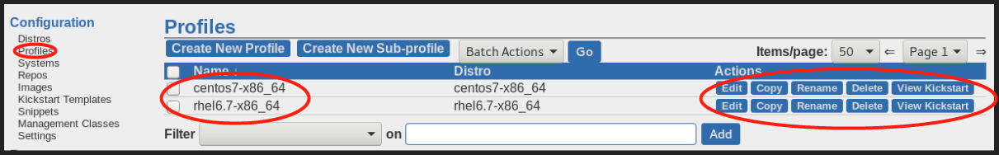 Configuration
Distros
Profiles
Systems
Repos
Images
Kickstart Templates
Snippets
Management Classes
Settings
Profiles
Create New Profile Create New Sub-profile Batch Actions Go Items/page: 50 ⇐ Page 1 ⇒
Name ↓ Distro Actions
centos7-x86_64 centos7-x86_64 Edit Copy Rename Delete View Kickstart
rhel6.7-x86_64 rhel6.7-x86_64 Edit Copy Rename Delete View Kickstart
Filter on Add